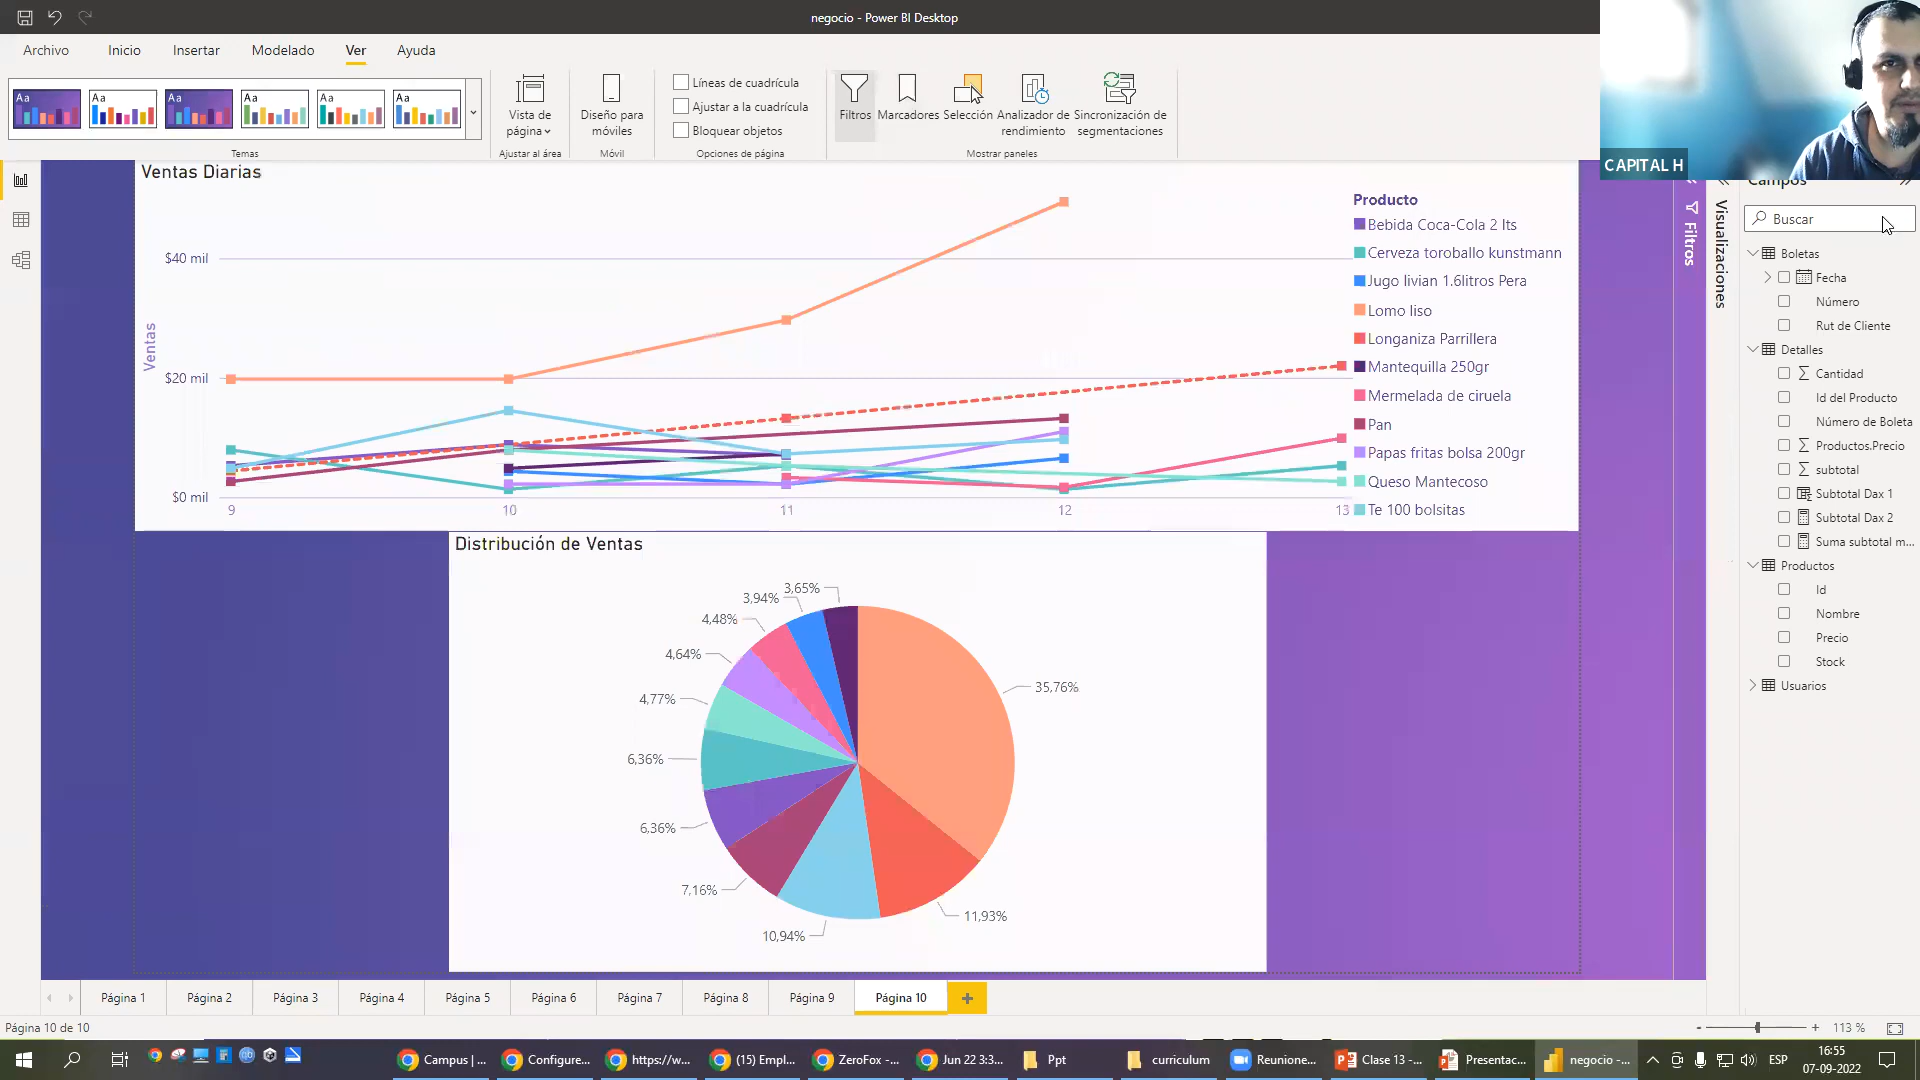 negocio - Power BI Desktop
Archivo Inicio Insertar Modelado Ver Ayuda
Aa Aa Aa Aa Aa Aa
Temas
Vista de página
Ajustar al área
Diseño para móviles
Móvil
Líneas de cuadrícula
Ajustar a la cuadrícula
Bloquear objetos
Opciones de página
Filtros
Marcadores
Selección
Analizador de rendimiento
Sincronización de segmentaciones
Mostrar paneles
CAPITAL H
Ventas Diarias
Ventas
$40 mil
$20 mil
$0 mil
9 10 11 12 13
Producto
Bebida Coca-Cola 2 lts
Cerveza toroballo kunstmann
Jugo livian 1.6litros Pera
Lomo liso
Longaniza Parrillera
Mantequilla 250gr
Mermelada de ciruela
Pan
Papas fritas bolsa 200gr
Queso Mantecoso
Te 100 bolsitas
Distribución de Ventas
35,76%
11,93%
10,94%
7,16%
6,36%
6,36%
4,77%
4,64%
4,48%
3,94%
3,65%
Filtros
Visualizaciones
Campos
Buscar
Boletas
Fecha
Número
Rut de Cliente
Detalles
Cantidad
Id del Producto
Número de Boleta
Productos.Precio
subtotal
Subtotal Dax 1
Subtotal Dax 2
Suma subtotal m...
Productos
Id
Nombre
Precio
Stock
Usuarios
Página 1 Página 2 Página 3 Página 4 Página 5 Página 6 Página 7 Página 8 Página 9 Página 10 +
Página 10 de 10
- + 113 %
Campus | ... Configure... https://w... (15) Empl... ZeroFox -... Jun 22 3:3... Ppt curriculum Reunione... Clase 13 -... Presentac... negocio -...
ESP
16:55
07-09-2022